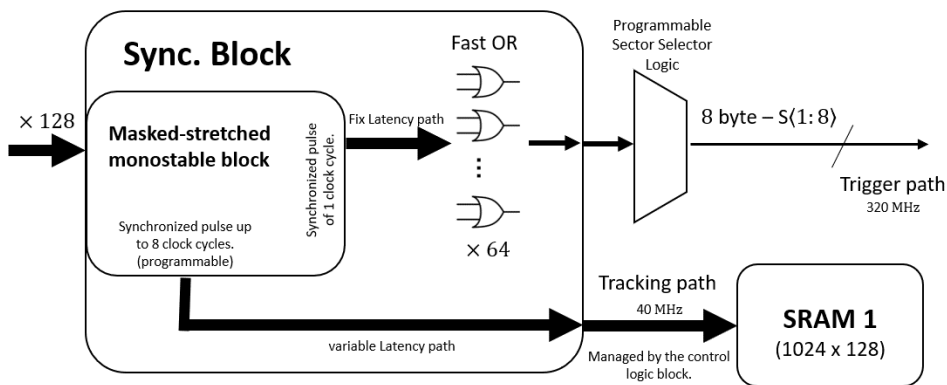 Sync. Block
× 128
Masked-stretched
monostable block
Synchronized pulse
of 1 clock cycle.
Synchronized pulse up
to 8 clock cycles.
(programmable)
Fix Latency path
Fast OR
...
× 64
Programmable
Sector Selector
Logic
8 byte – S⟨1: 8⟩
Trigger path
320 MHz
variable Latency path
Tracking path
40 MHz
Managed by the control
logic block.
SRAM 1
(1024 x 128)